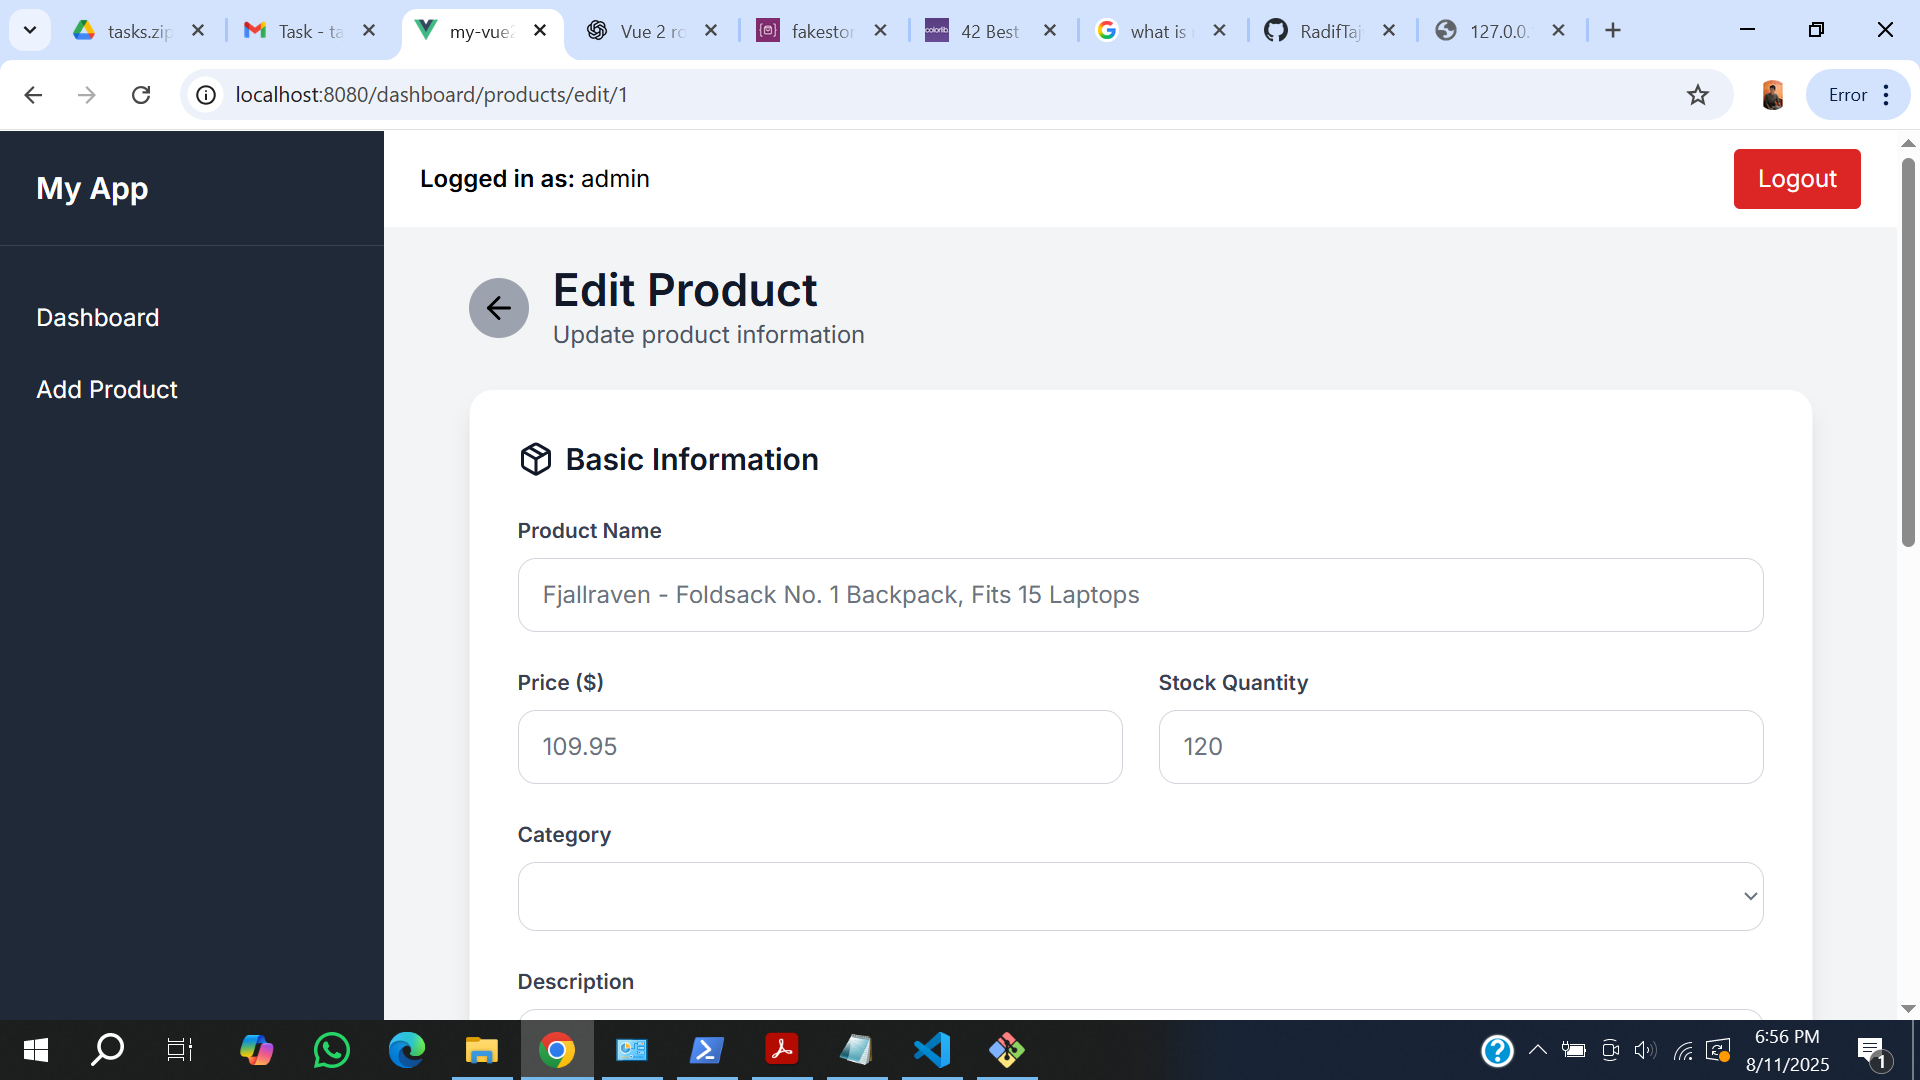 tasks.zip
Task - ta
my-vue2
Vue 2 ro
fakestor
colorlib
42 Best
what is
RadifTaj
127.0.0.
localhost:8080/dashboard/products/edit/1
Error
My App
Logged in as: admin
Logout
Dashboard
Add Product
Edit Product
Update product information
Basic Information
Product Name
Fjallraven - Foldsack No. 1 Backpack, Fits 15 Laptops
Price ($)
Stock Quantity
109.95
120
Category
Description
6:56 PM
8/11/2025
1